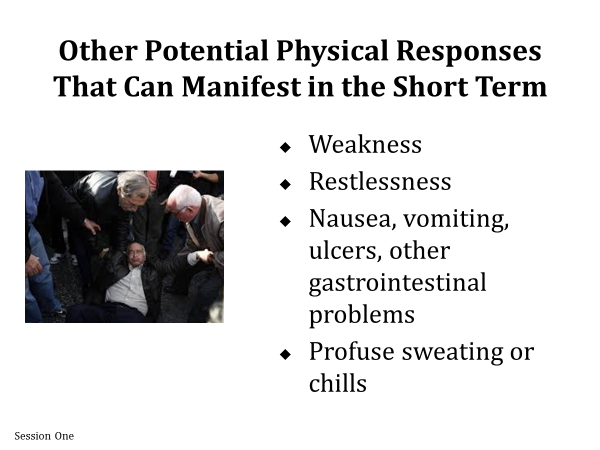 Other Potential Physical Responses
That Can Manifest in the Short Term
◆ Weakness
◆ Restlessness
◆ Nausea, vomiting,
ulcers, other
gastrointestinal
problems
◆ Profuse sweating or
chills
Session One